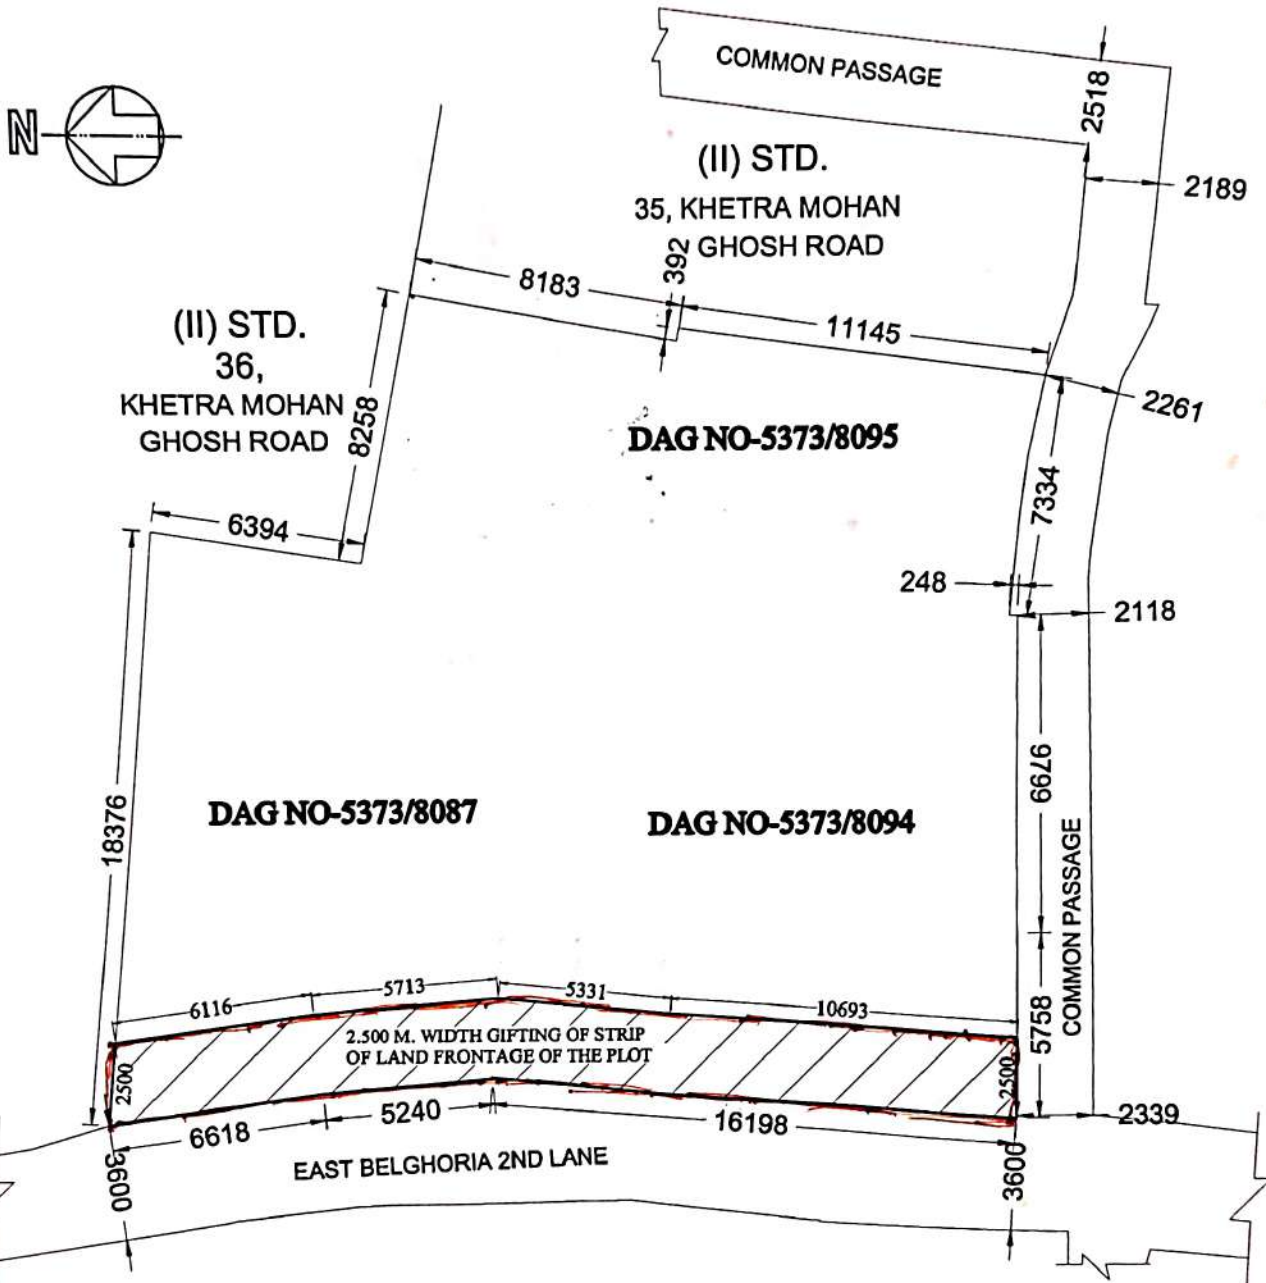 COMMON PASSAGE
2518
N
(II) STD.
35, KHETRA MOHAN
GHOSH ROAD
2189
392
8183
11145
(II) STD.
36,
KHETRA MOHAN
GHOSH ROAD
8258
2261
DAG NO-5373/8095
7334
6394
248
2118
9799
18376
DAG NO-5373/8087
DAG NO-5373/8094
COMMON PASSAGE
6116
5713
5331
10693
5758
2.500 M. WIDTH GIFTING OF STRIP
OF LAND FRONTAGE OF THE PLOT
2500
2500
6618
5240
16198
2339
EAST BELGHORIA 2ND LANE
3600
3600